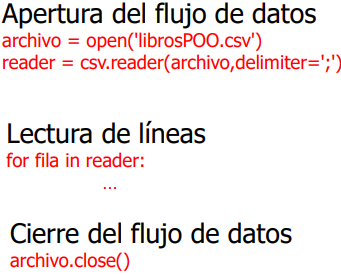 Apertura del flujo de datos
archivo = open('librosPOO.csv')
reader = csv.reader(archivo,delimiter=';')
Lectura de líneas
for fila in reader:
...
Cierre del flujo de datos
archivo.close()